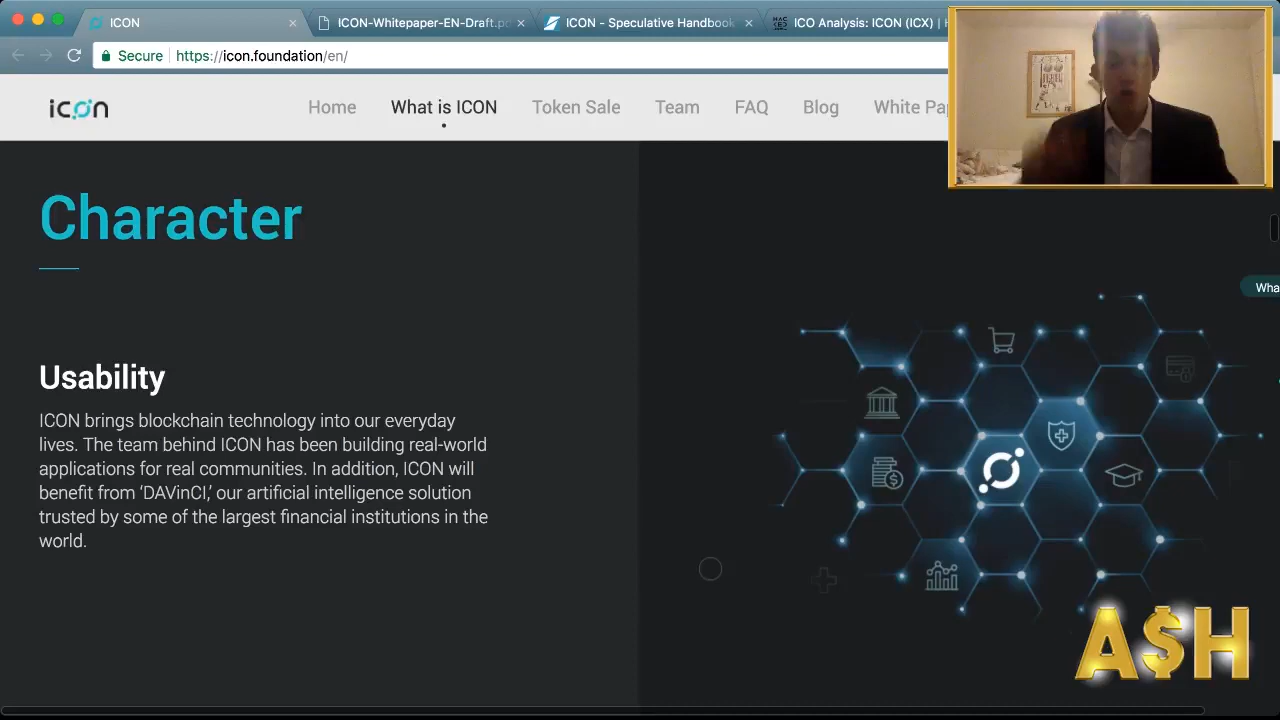 ICON
ICON-Whitepaper-EN-Draft.pd
ICON - Speculative Handbook
ICO Analysis: ICON (ICX) | H
Secure
https://icon.foundation/en/
icon
Home
What is ICON
Token Sale
Team
FAQ
Blog
White Pap
Character
Wha
Usability
ICON brings blockchain technology into our everyday
lives. The team behind ICON has been building real-world
applications for real communities. In addition, ICON will
benefit from ‘DAVinCI,’ our artificial intelligence solution
trusted by some of the largest financial institutions in the
world.
A$H